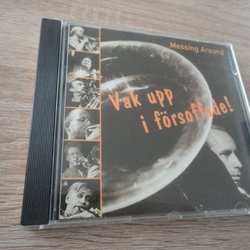 Messing Around
Vak upp
i försoffade!